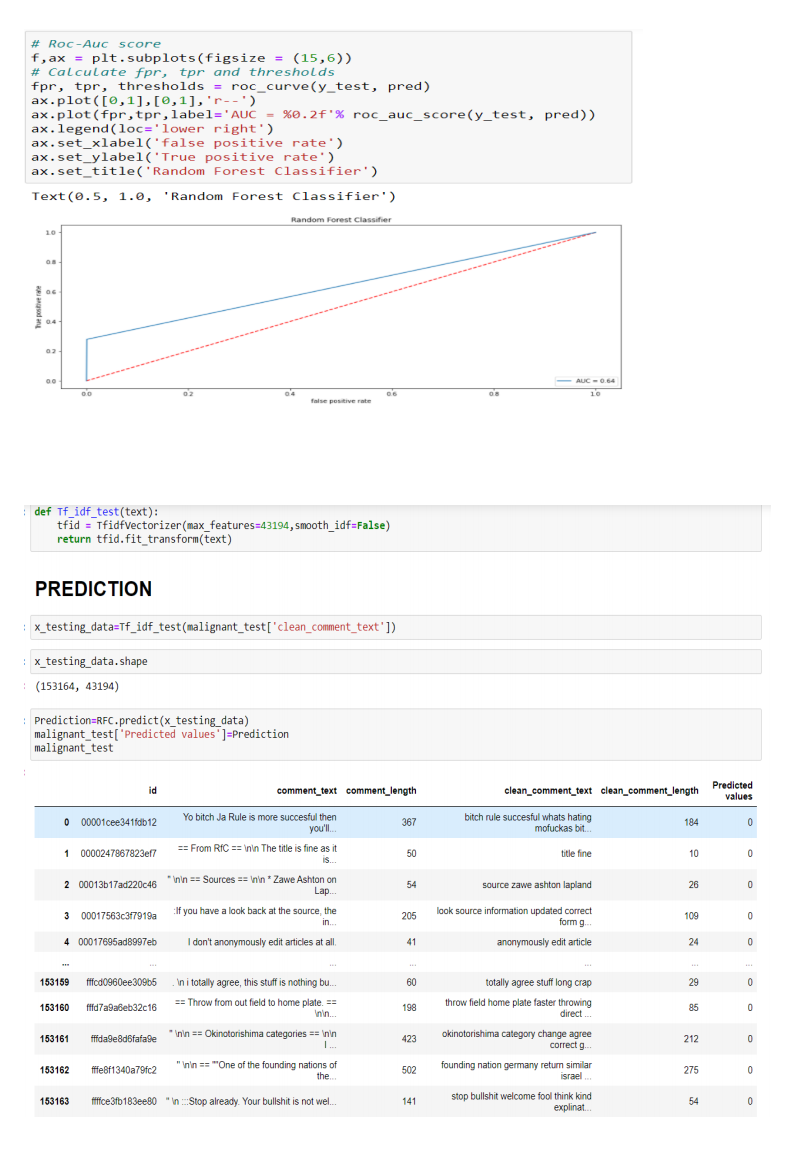 # Roc-Auc score
f,ax = plt.subplots(figsize = (15,6))
# Calculate fpr, tpr and thresholds
fpr, tpr, thresholds = roc_curve(y_test, pred)
ax.plot([0,1],[0,1],'r--')
ax.plot(fpr,tpr,label='AUC = %0.2f'% roc_auc_score(y_test, pred))
ax.legend(loc='lower right')
ax.set_xlabel('false positive rate')
ax.set_ylabel('True positive rate')
ax.set_title('Random Forest Classifier')
Text(0.5, 1.0, 'Random Forest Classifier')
Random Forest Classifier
1.0
0.8
0.6
0.4
0.2
0.0
True positive rate
AUC = 0.64
0.0 0.2 0.4 0.6 0.8 1.0
false positive rate
: def Tf_idf_test(text):
tfid = TfidfVectorizer(max_features=43194,smooth_idf=False)
return tfid.fit_transform(text)
PREDICTION
: x_testing_data=Tf_idf_test(malignant_test['clean_comment_text'])
: x_testing_data.shape
: (153164, 43194)
: Prediction=RFC.predict(x_testing_data)
malignant_test['Predicted values']=Prediction
malignant_test
:
id comment_text comment_length clean_comment_text clean_comment_length Predicted
values
0 00001cee341fdb12 Yo bitch Ja Rule is more succesful then 367 bitch rule succesful whats hating 184 0
you'll... mofuckas bit...
1 0000247867823ef7 == From RfC == \n\n The title is fine as it 50 title fine 10 0
is...
2 00013b17ad220c46 " \n\n == Sources == \n\n * Zawe Ashton on 54 source zawe ashton lapland 26 0
Lap...
3 00017563c3f7919a :If you have a look back at the source, the 205 look source information updated correct 109 0
in... form g...
4 00017695ad8997eb I don't anonymously edit articles at all. 41 anonymously edit article 24 0
... ... ... ... ... ... ...
153159 fffcd0960ee309b5 . \n i totally agree, this stuff is nothing bu... 60 totally agree stuff long crap 29 0
153160 fffd7a9a6eb32c16 == Throw from out field to home plate. == 198 throw field home plate faster throwing 85 0
\n\n... direct ...
153161 fffda9e8d6fafa9e " \n\n == Okinotorishima categories == \n\n 423 okinotorishima category change agree 212 0
I ... correct g...
153162 fffe8f1340a79fc2 " \n\n == ""One of the founding nations of 502 founding nation germany return similar 275 0
the... israel ...
153163 ffffce3fb183ee80 " \n :::Stop already. Your bullshit is not wel... 141 stop bullshit welcome fool think kind 54 0
explinat...